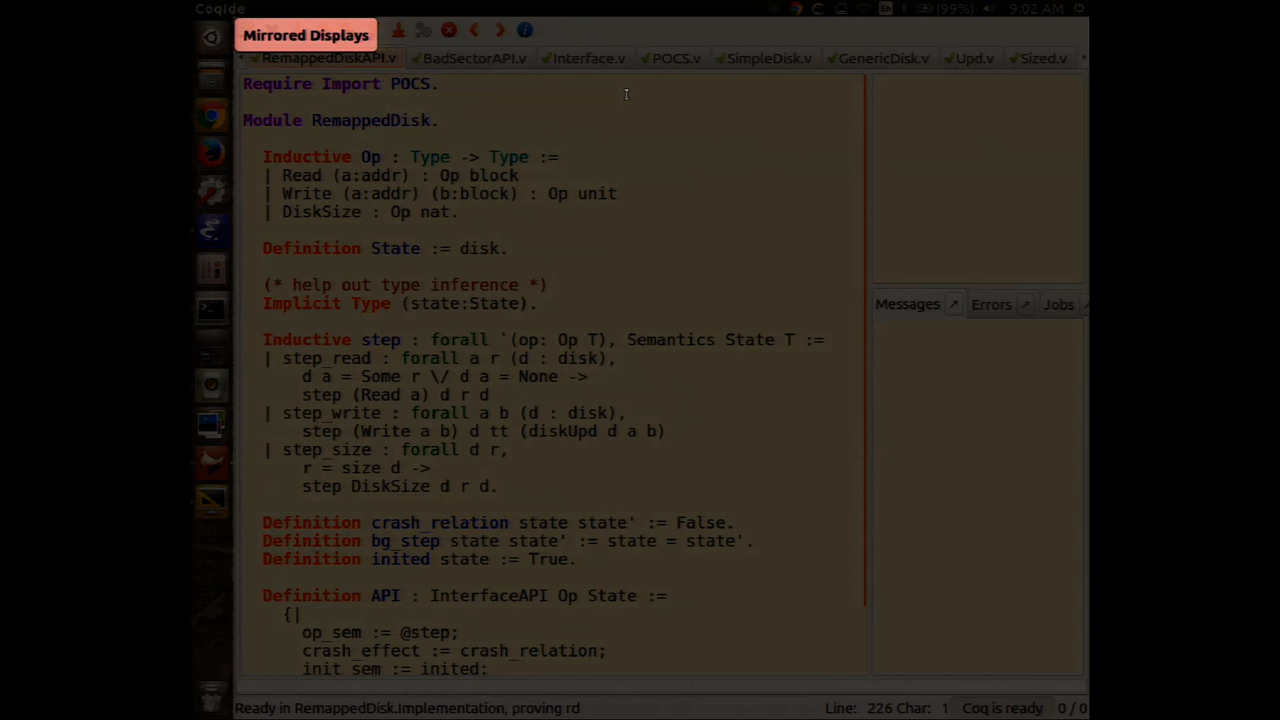 CoqIde
En
(99%)
9:02 AM
Mirrored Displays
RemappedDiskAPI.v
BadSectorAPI.v
Interface.v
POCS.v
SimpleDisk.v
GenericDisk.v
Upd.v
Sized.v
Require Import POCS.
Module RemappedDisk.
Inductive Op : Type -> Type :=
| Read (a:addr) : Op block
| Write (a:addr) (b:block) : Op unit
| DiskSize : Op nat.
Definition State := disk.
(* help out type inference *)
Implicit Type (state:State).
Inductive step : forall `(op: Op T), Semantics State T :=
| step_read : forall a r (d : disk),
d a = Some r \/ d a = None ->
step (Read a) d r d
| step_write : forall a b (d : disk),
step (Write a b) d tt (diskUpd d a b)
| step_size : forall d r,
r = size d ->
step DiskSize d r d.
Definition crash_relation state state' := False.
Definition bg_step state state' := state = state'.
Definition inited state := True.
Definition API : InterfaceAPI Op State :=
{|
op_sem := @step;
crash_effect := crash_relation;
init_sem := inited;
Messages
Errors
Jobs
Ready in RemappedDisk.Implementation, proving rd
Line: 226 Char: 1
Coq is ready
0 / 0